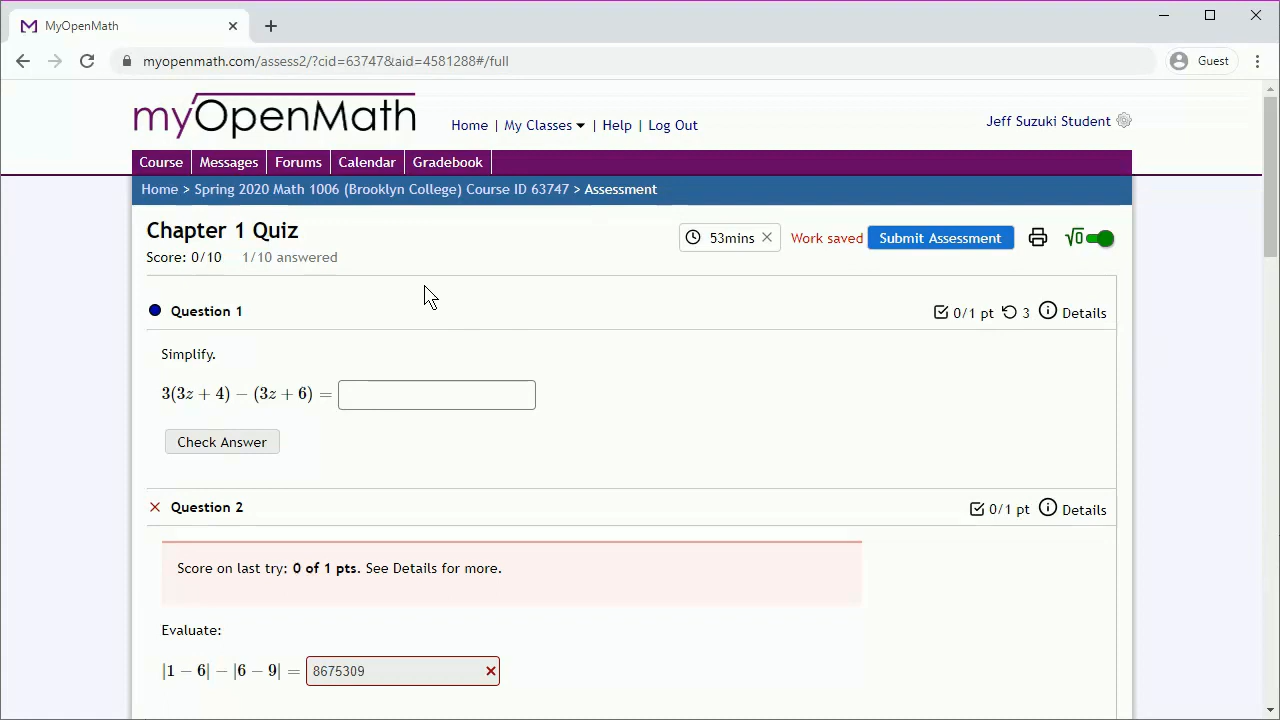 MyOpenMath
myopenmath.com/assess2/?cid=63747&aid=4581288#/full
Guest
myOpenMath
Home | My Classes | Help | Log Out
Jeff Suzuki Student
Course
Messages
Forums
Calendar
Gradebook
Home > Spring 2020 Math 1006 (Brooklyn College) Course ID 63747 > Assessment
Chapter 1 Quiz
53mins
Work saved
Submit Assessment
√0
Score: 0/10 1/10 answered
Question 1
0/1 pt 3 Details
Simplify.
3(3z + 4) − (3z + 6) =
Check Answer
Question 2
0/1 pt Details
Score on last try: 0 of 1 pts. See Details for more.
Evaluate:
|1 − 6| − |6 − 9| = 8675309